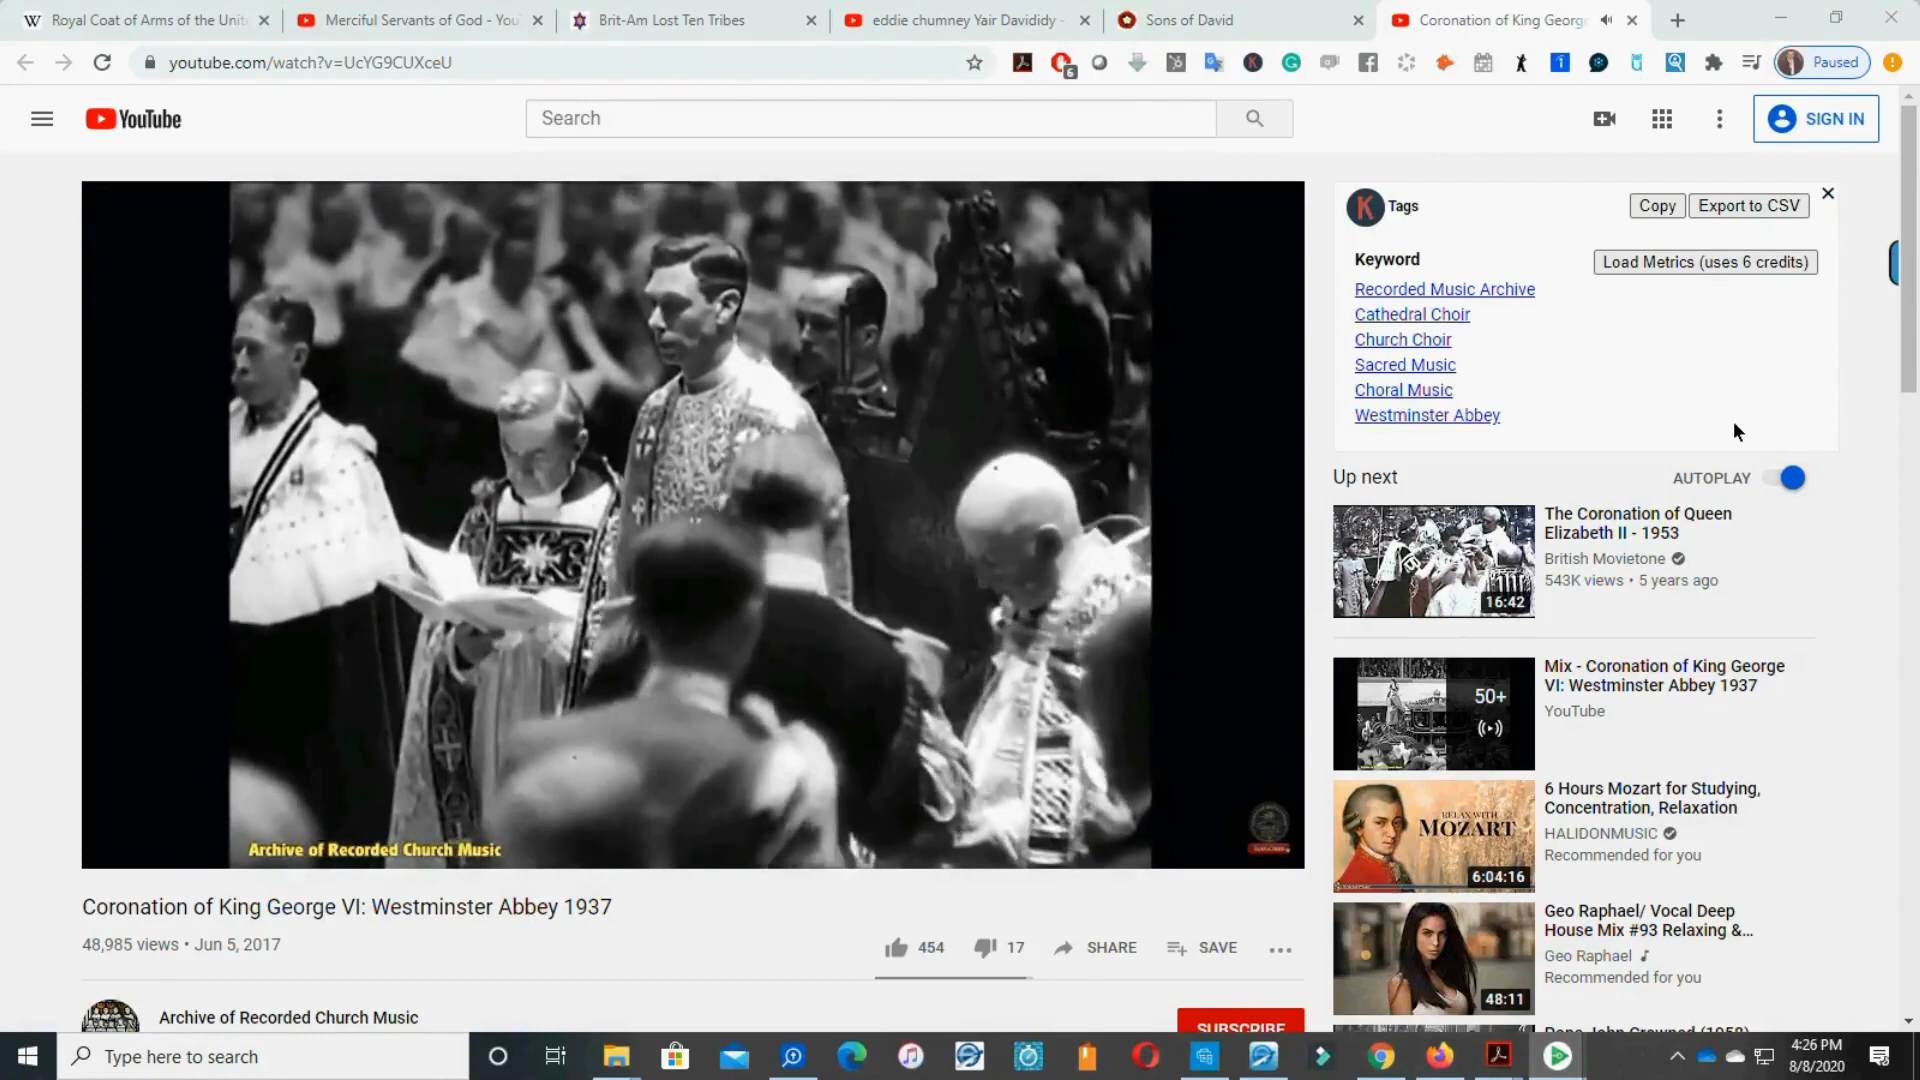 Royal Coat of Arms of the Unit
Merciful Servants of God - You
Brit-Am Lost Ten Tribes
eddie chumney Yair Davididy -
Sons of David
Coronation of King George
youtube.com/watch?v=UcYG9CUXceU
6
Paused
YouTube
Search
SIGN IN
K
Tags
Copy
Export to CSV
Keyword
Load Metrics (uses 6 credits)
Recorded Music Archive
Cathedral Choir
Church Choir
Sacred Music
Choral Music
Westminster Abbey
Up next
AUTOPLAY
The Coronation of Queen
Elizabeth II - 1953
British Movietone
543K views • 5 years ago
16:42
Mix - Coronation of King George
VI: Westminster Abbey 1937
YouTube
50+
6 Hours Mozart for Studying,
Concentration, Relaxation
HALIDONMUSIC
Recommended for you
RELAX WITH
MOZART
6:04:16
Geo Raphael/ Vocal Deep
House Mix #93 Relaxing &...
Geo Raphael
Recommended for you
48:11
Archive of Recorded Church Music
Coronation of King George VI: Westminster Abbey 1937
48,985 views • Jun 5, 2017
454
17
SHARE
SAVE
Archive of Recorded Church Music
SUBSCRIBE
Type here to search
4:26 PM
8/8/2020